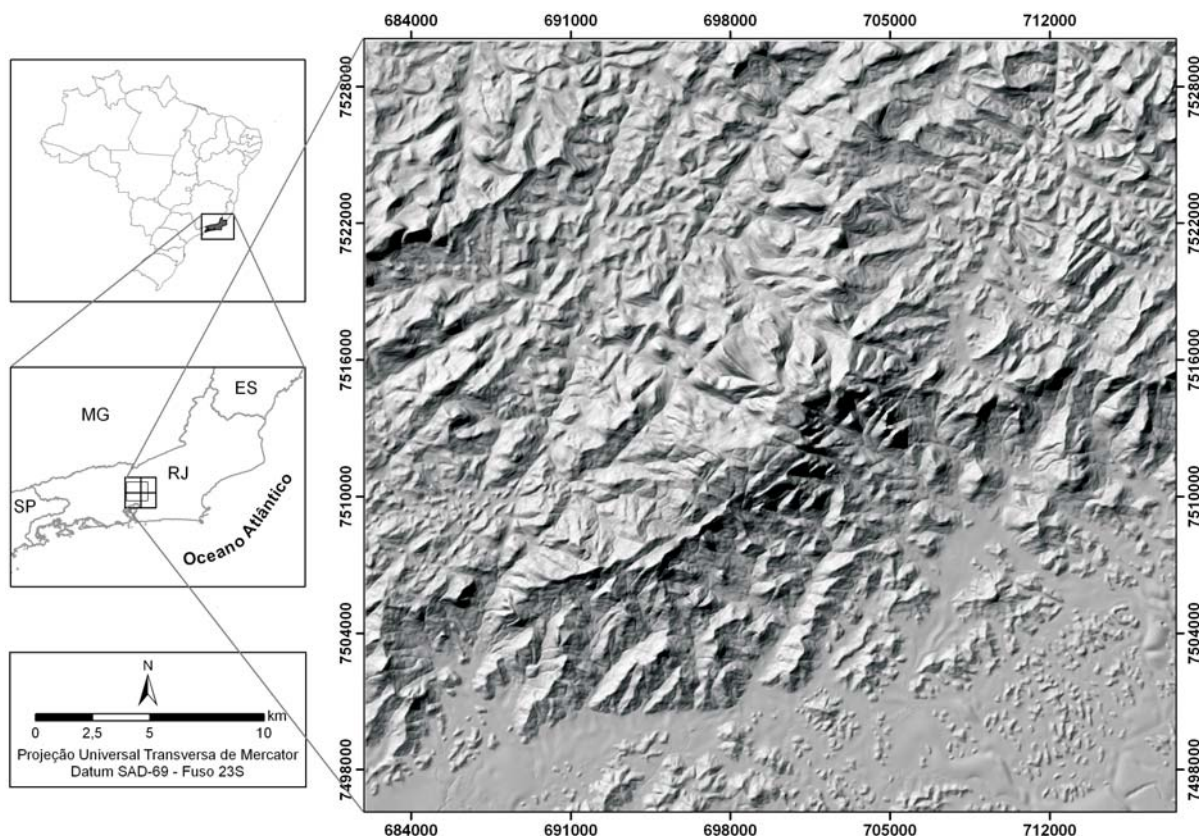 684000 691000 698000 705000 712000
7528000
7522000
7516000
7510000
7504000
7498000
7528000
7522000
7516000
7510000
7504000
7498000
684000 691000 698000 705000 712000
MG
ES
RJ
SP
Oceano Atlântico
N
km
0 2,5 5 10
Projeção Universal Transversa de Mercator
Datum SAD-69 - Fuso 23S